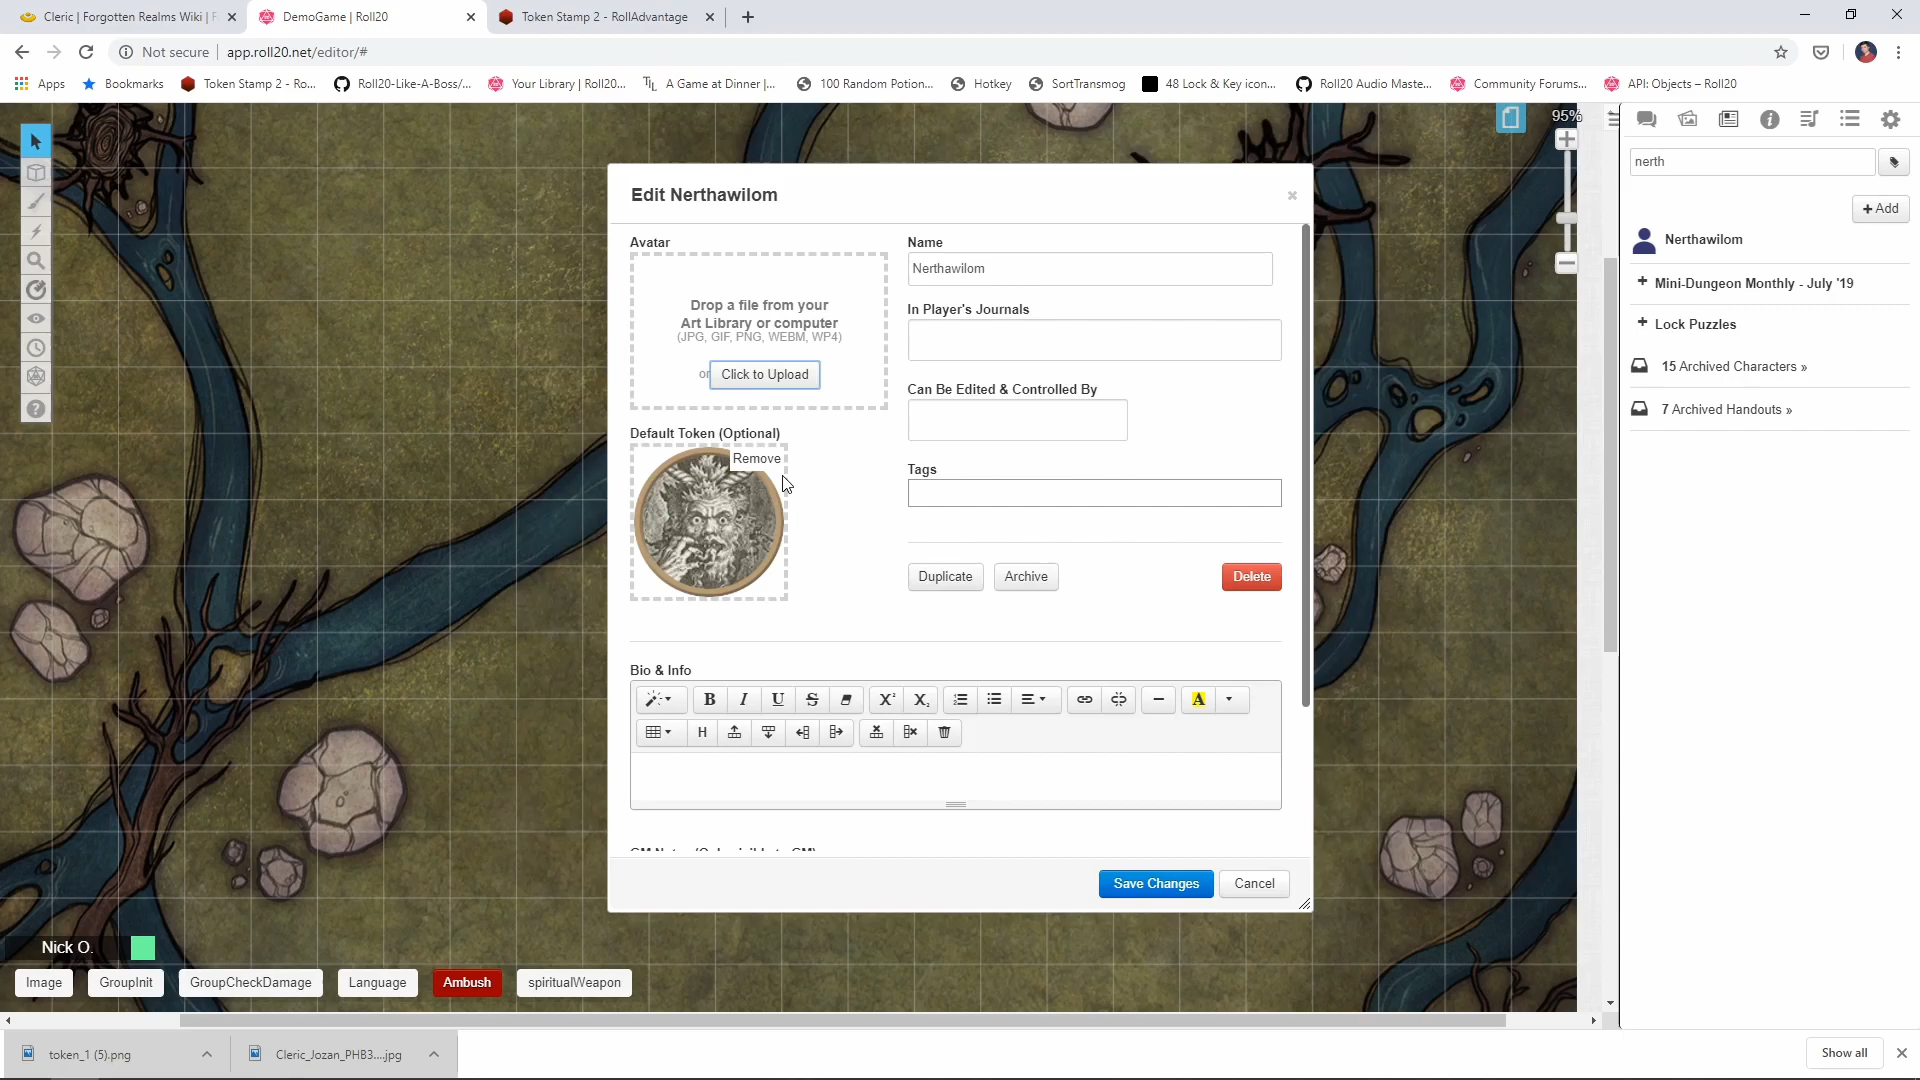 Cleric | Forgotten Realms Wiki | F
DemoGame | Roll20
Token Stamp 2 - RollAdvantage
Not secure
app.roll20.net/editor/#
Apps
Bookmarks
Token Stamp 2 - Ro...
Roll20-Like-A-Boss/...
Your Library | Roll20...
A Game at Dinner |...
100 Random Potion...
Hotkey
SortTransmog
48 Lock & Key icon...
Roll20 Audio Maste...
Community Forums...
API: Objects – Roll20
95%
nerth
+ Add
Nerthawilom
+ Mini-Dungeon Monthly - July '19
+ Lock Puzzles
15 Archived Characters »
7 Archived Handouts »
Edit Nerthawilom
Avatar
Drop a file from your
Art Library or computer
(JPG, GIF, PNG, WEBM, WP4)
or Click to Upload
Default Token (Optional)
Remove
Name
Nerthawilom
In Player's Journals
Can Be Edited & Controlled By
Tags
Duplicate
Archive
Delete
Bio & Info
Save Changes
Cancel
Nick O.
Image
GroupInit
GroupCheckDamage
Language
Ambush
spiritualWeapon
token_1 (5).png
Cleric_Jozan_PHB3....jpg
Show all